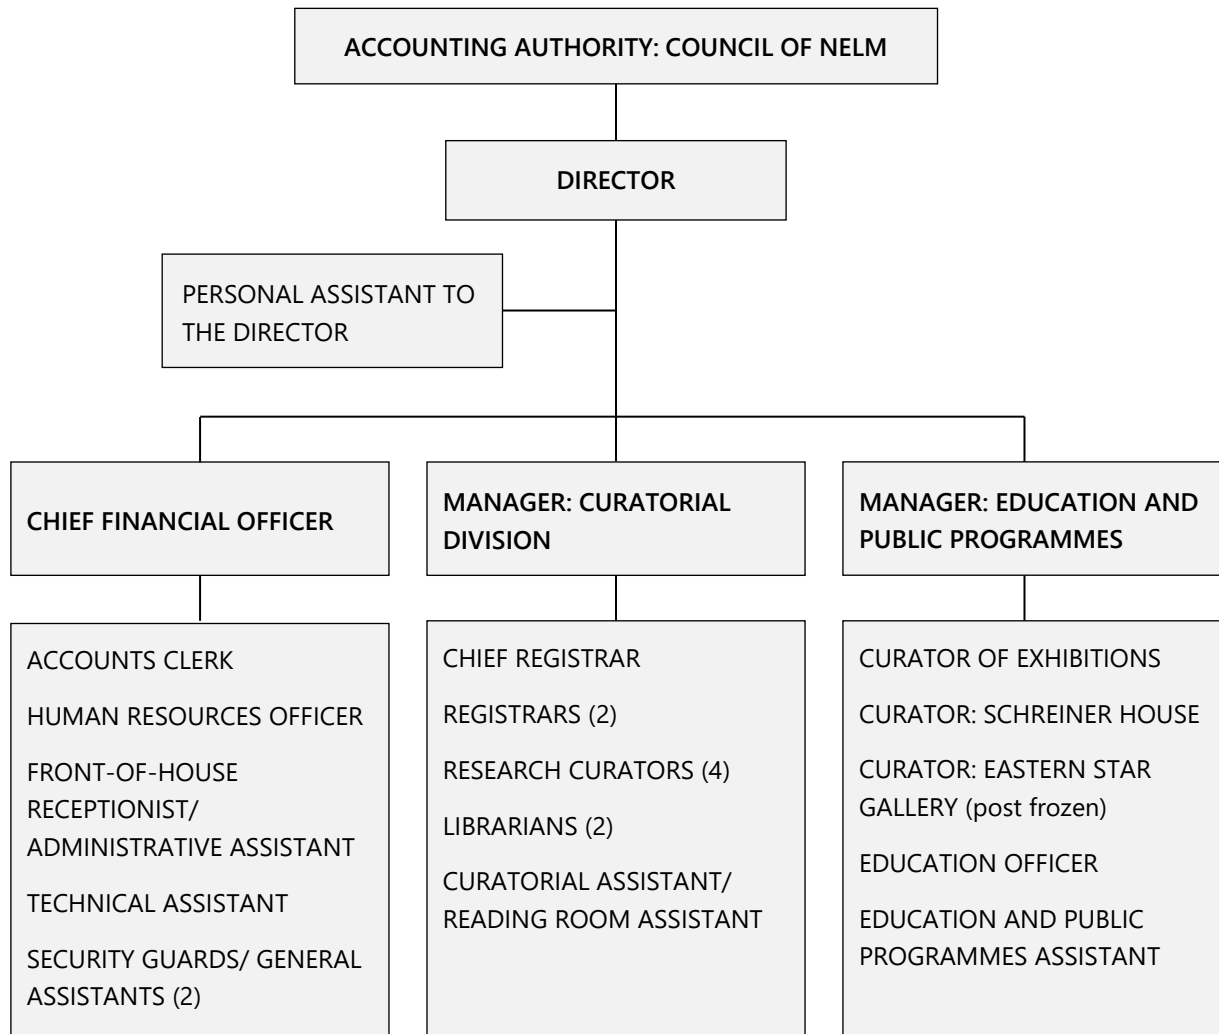 ACCOUNTING AUTHORITY: COUNCIL OF NELM
DIRECTOR
PERSONAL ASSISTANT TO
THE DIRECTOR
CHIEF FINANCIAL OFFICER
MANAGER: CURATORIAL
DIVISION
MANAGER: EDUCATION AND
PUBLIC PROGRAMMES
ACCOUNTS CLERK
HUMAN RESOURCES OFFICER
FRONT-OF-HOUSE
RECEPTIONIST/
ADMINISTRATIVE ASSISTANT
TECHNICAL ASSISTANT
SECURITY GUARDS/ GENERAL
ASSISTANTS (2)
CHIEF REGISTRAR
REGISTRARS (2)
RESEARCH CURATORS (4)
LIBRARIANS (2)
CURATORIAL ASSISTANT/
READING ROOM ASSISTANT
CURATOR OF EXHIBITIONS
CURATOR: SCHREINER HOUSE
CURATOR: EASTERN STAR
GALLERY (post frozen)
EDUCATION OFFICER
EDUCATION AND PUBLIC
PROGRAMMES ASSISTANT